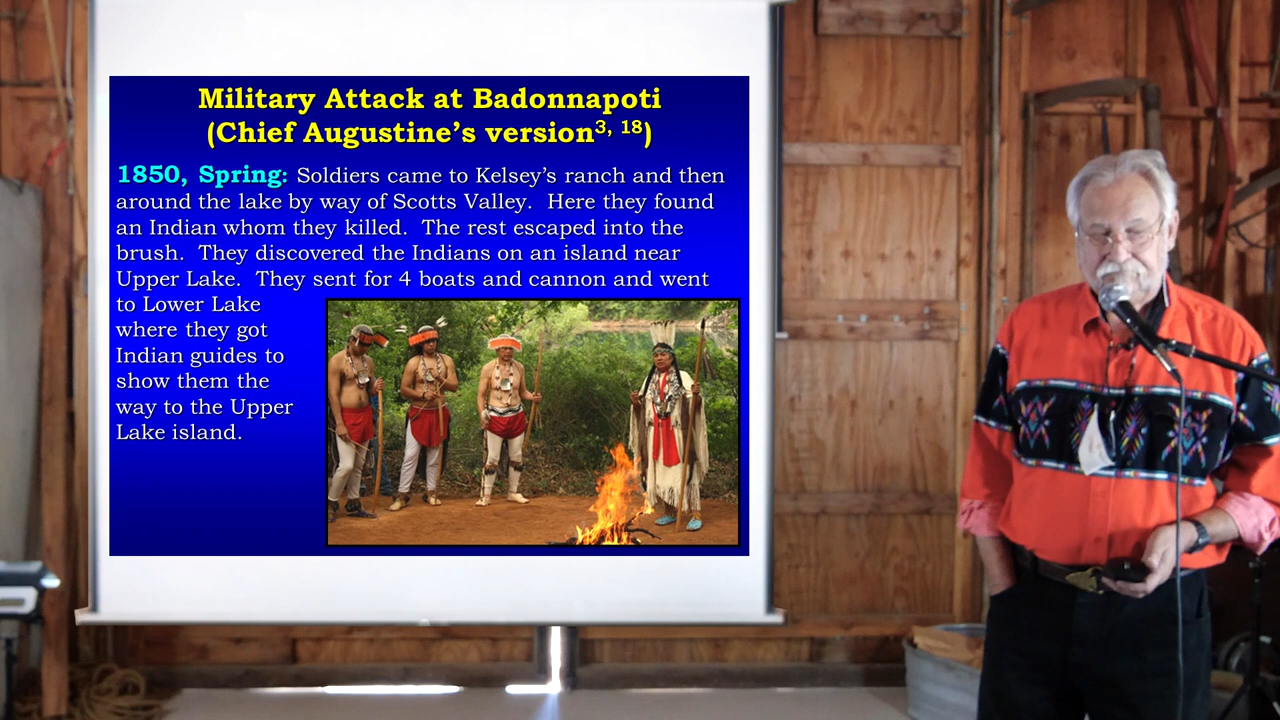 Military Attack at Badonnapoti
(Chief Augustine's version3, 18)
1850, Spring: Soldiers came to Kelsey's ranch and then
around the lake by way of Scotts Valley. Here they found
an Indian whom they killed. The rest escaped into the
brush. They discovered the Indians on an island near
Upper Lake. They sent for 4 boats and cannon and went
to Lower Lake
where they got
Indian guides to
show them the
way to the Upper
Lake island.